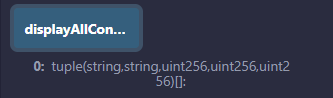 displayAllCon...
0: tuple(string,string,uint256,uint256,uint2
56)[]: